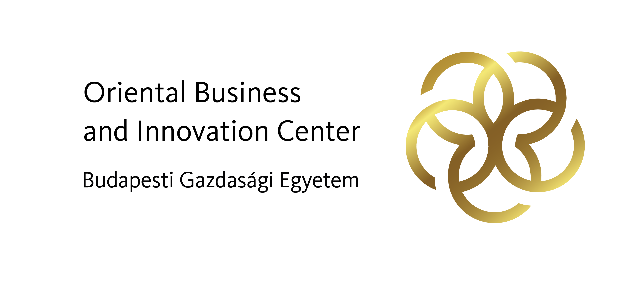 Oriental Business
and Innovation Center
Budapesti Gazdasági Egyetem